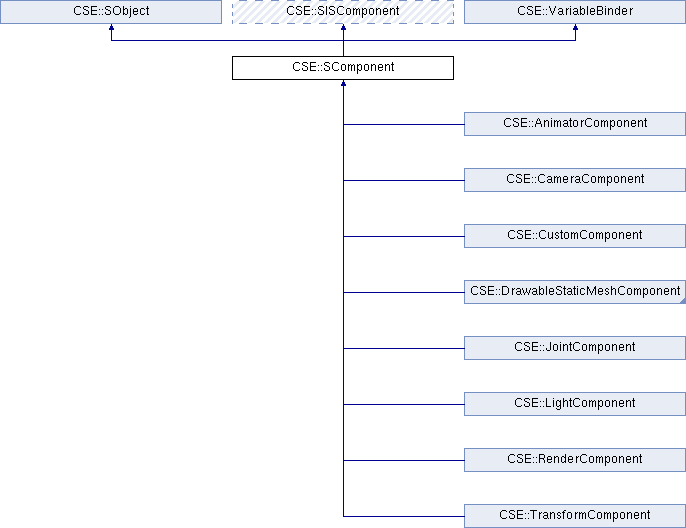 CSE::SObject
CSE::SISComponent
CSE::VariableBinder
CSE::SComponent
CSE::AnimatorComponent
CSE::CameraComponent
CSE::CustomComponent
CSE::DrawableStaticMeshComponent
CSE::JointComponent
CSE::LightComponent
CSE::RenderComponent
CSE::TransformComponent